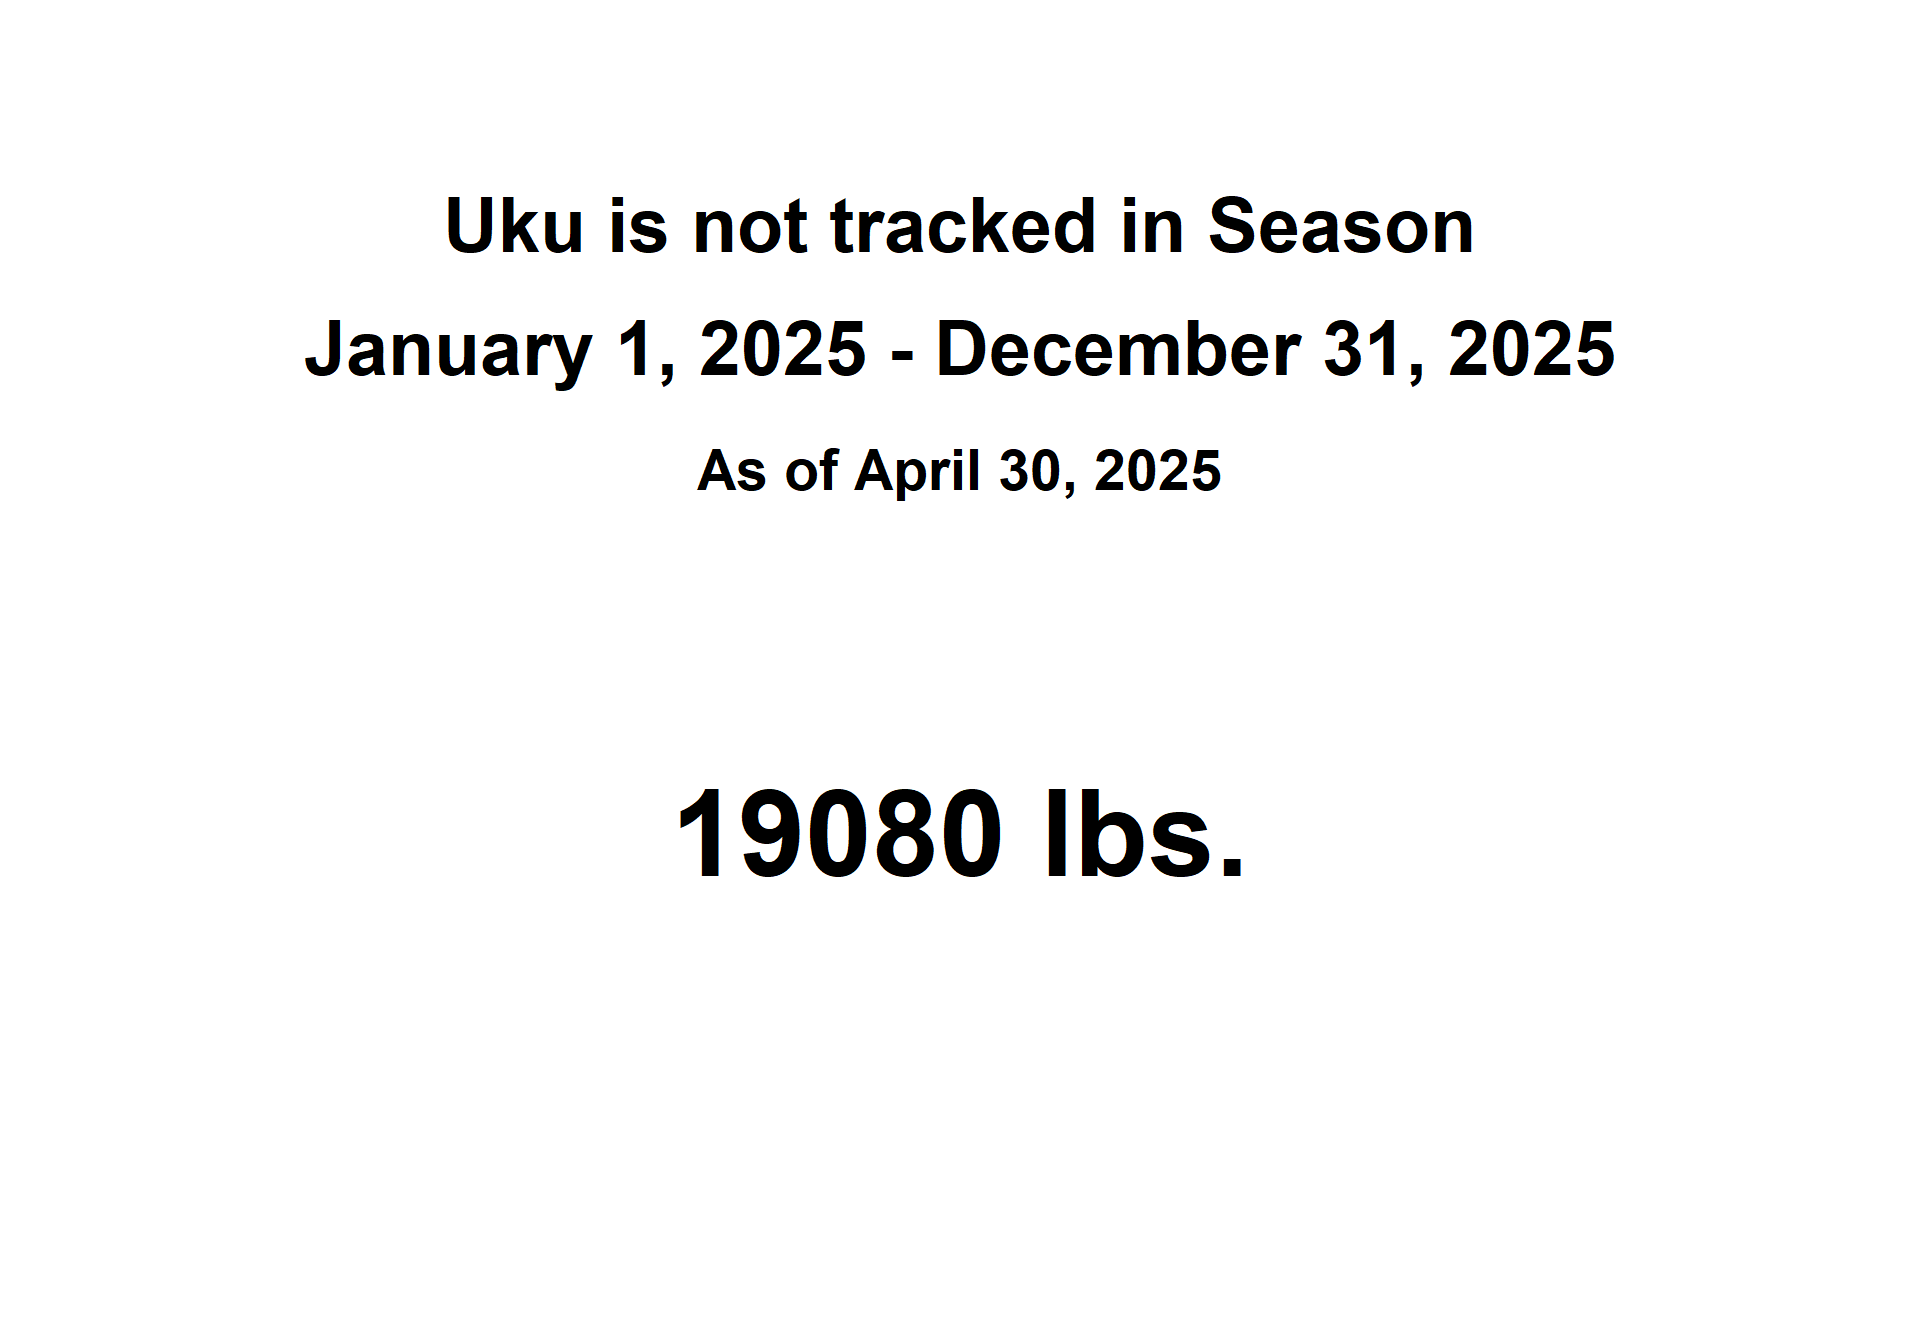 Uku is not tracked in Season
January 1, 2025 - December 31, 2025
As of April 30, 2025
19080 lbs.